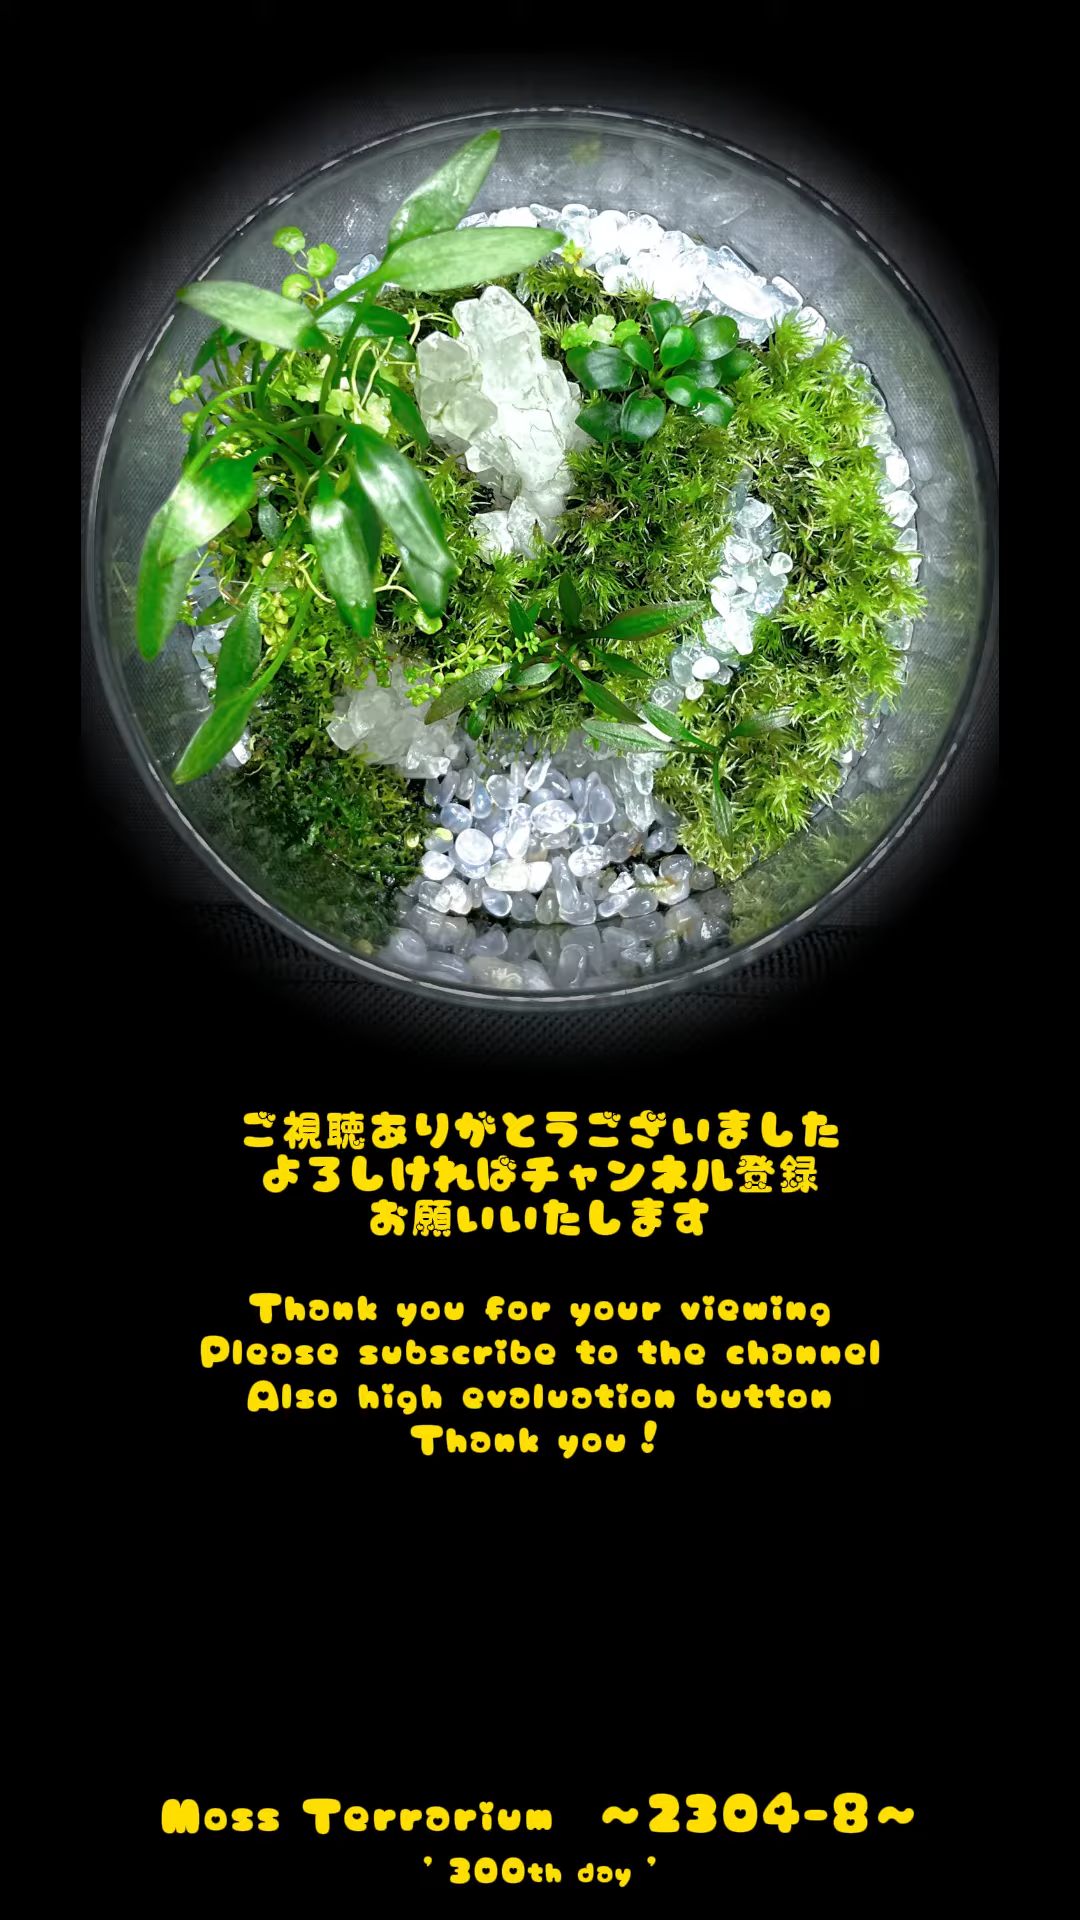 ご視聴ありがとうございました
よろしければチャンネル登録
お願いいたします
Thank you for your viewing
Please subscribe to the channel
Also high evaluation button
Thank you !
Moss Terrarium ~2304-8~
’ 300th day ’